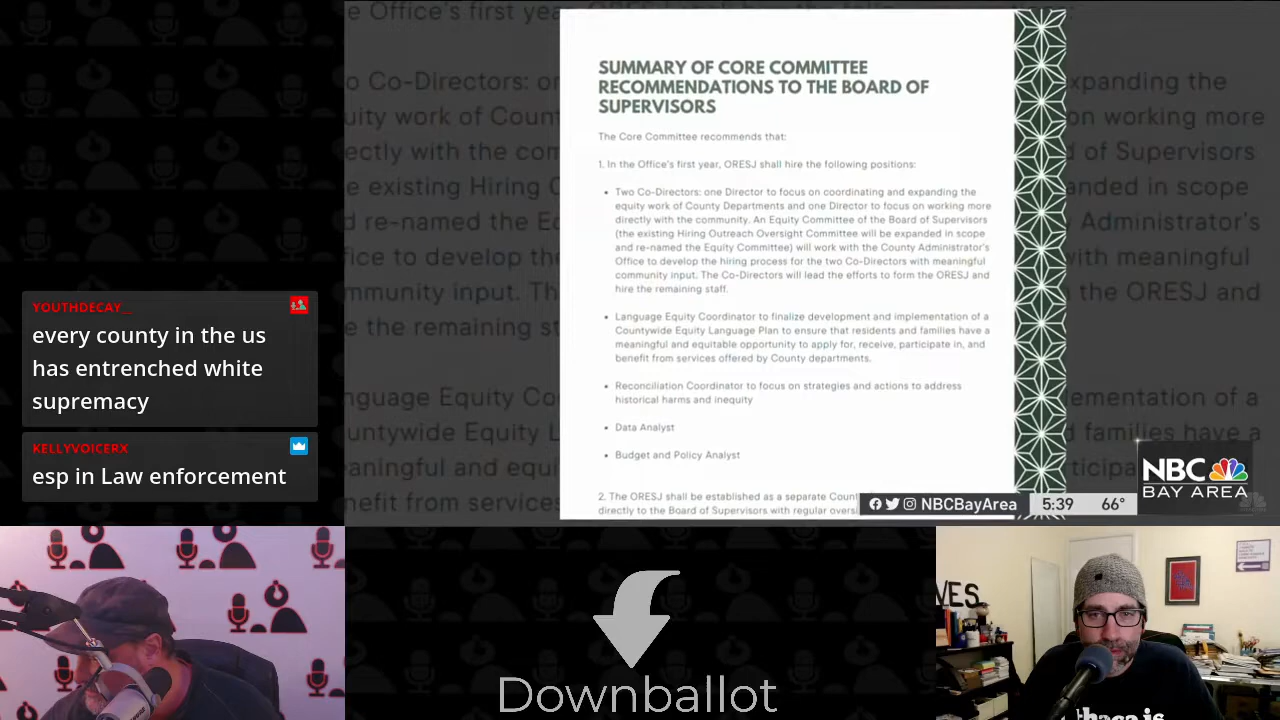 SUMMARY OF CORE COMMITTEE
RECOMMENDATIONS TO THE BOARD OF
SUPERVISORS
The Core Committee recommends that:
1. In the Office's first year, ORESJ shall hire the following positions:
• Two Co-Directors: one Director to focus on coordinating and expanding the
equity work of County Departments and one Director to focus on working more
directly with the community. An Equity Committee of the Board of Supervisors
(the existing Hiring Outreach Oversight Committee will be expanded in scope
and re-named the Equity Committee) will work with the County Administrator's
Office to develop the hiring process for the two Co-Directors with meaningful
community input. The Co-Directors will lead the efforts to form the ORESJ and
hire the remaining staff.
• Language Equity Coordinator to finalize development and implementation of a
Countywide Equity Language Plan to ensure that residents and families have a
meaningful and equitable opportunity to apply for, receive, participate in, and
benefit from services offered by County departments.
• Reconciliation Coordinator to focus on strategies and actions to address
historical harms and inequity
• Data Analyst
• Budget and Policy Analyst
2. The ORESJ shall be established as a separate Coun
directly to the Board of Supervisors with regular oversi
NBCBayArea
5:39
66°
NBC
BAY AREA
YOUTHDECAY__
every county in the us
has entrenched white
supremacy
KELLYVOICERX
esp in Law enforcement
Downballot